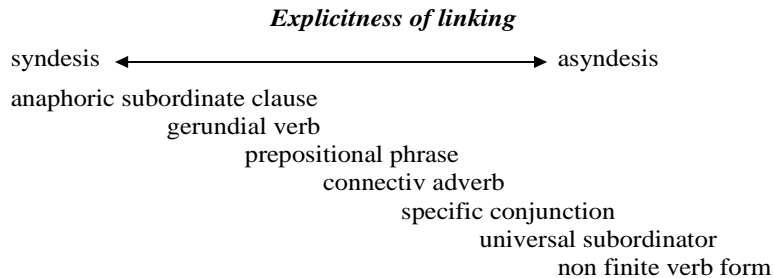 Explicitness of linking
syndesis asyndesis
anaphoric subordinate clause
gerundial verb
prepositional phrase
connectiv adverb
specific conjunction
universal subordinator
non finite verb form